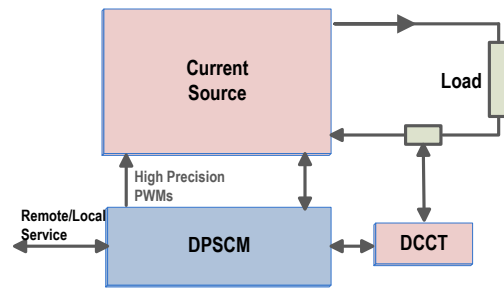 Current
Source
Load
High Precision
PWMs
Remote/Local
Service
DPSCM
DCCT